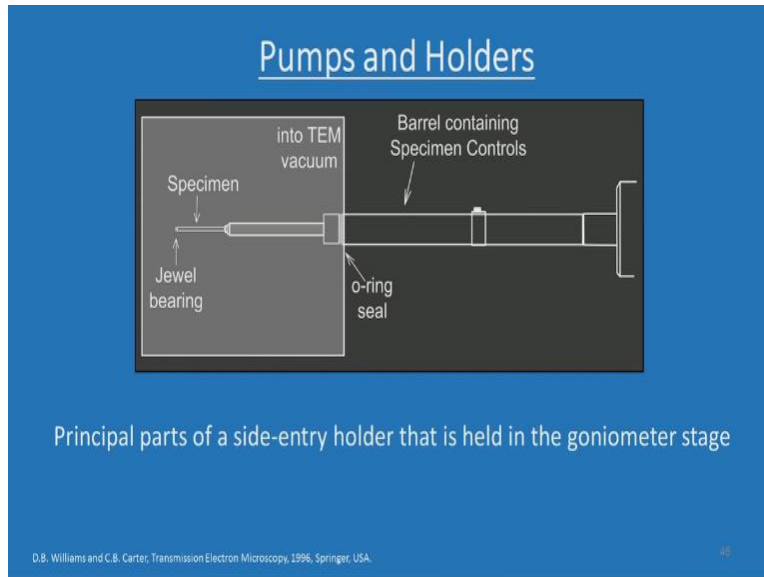 Pumps and Holders
into TEM
vacuum
Barrel containing
Specimen Controls
Specimen
Jewel
bearing
o-ring
seal
Principal parts of a side-entry holder that is held in the goniometer stage
D.B. Williams and C.B. Carter, Transmission Electron Microscopy, 1996, Springer, USA.
46